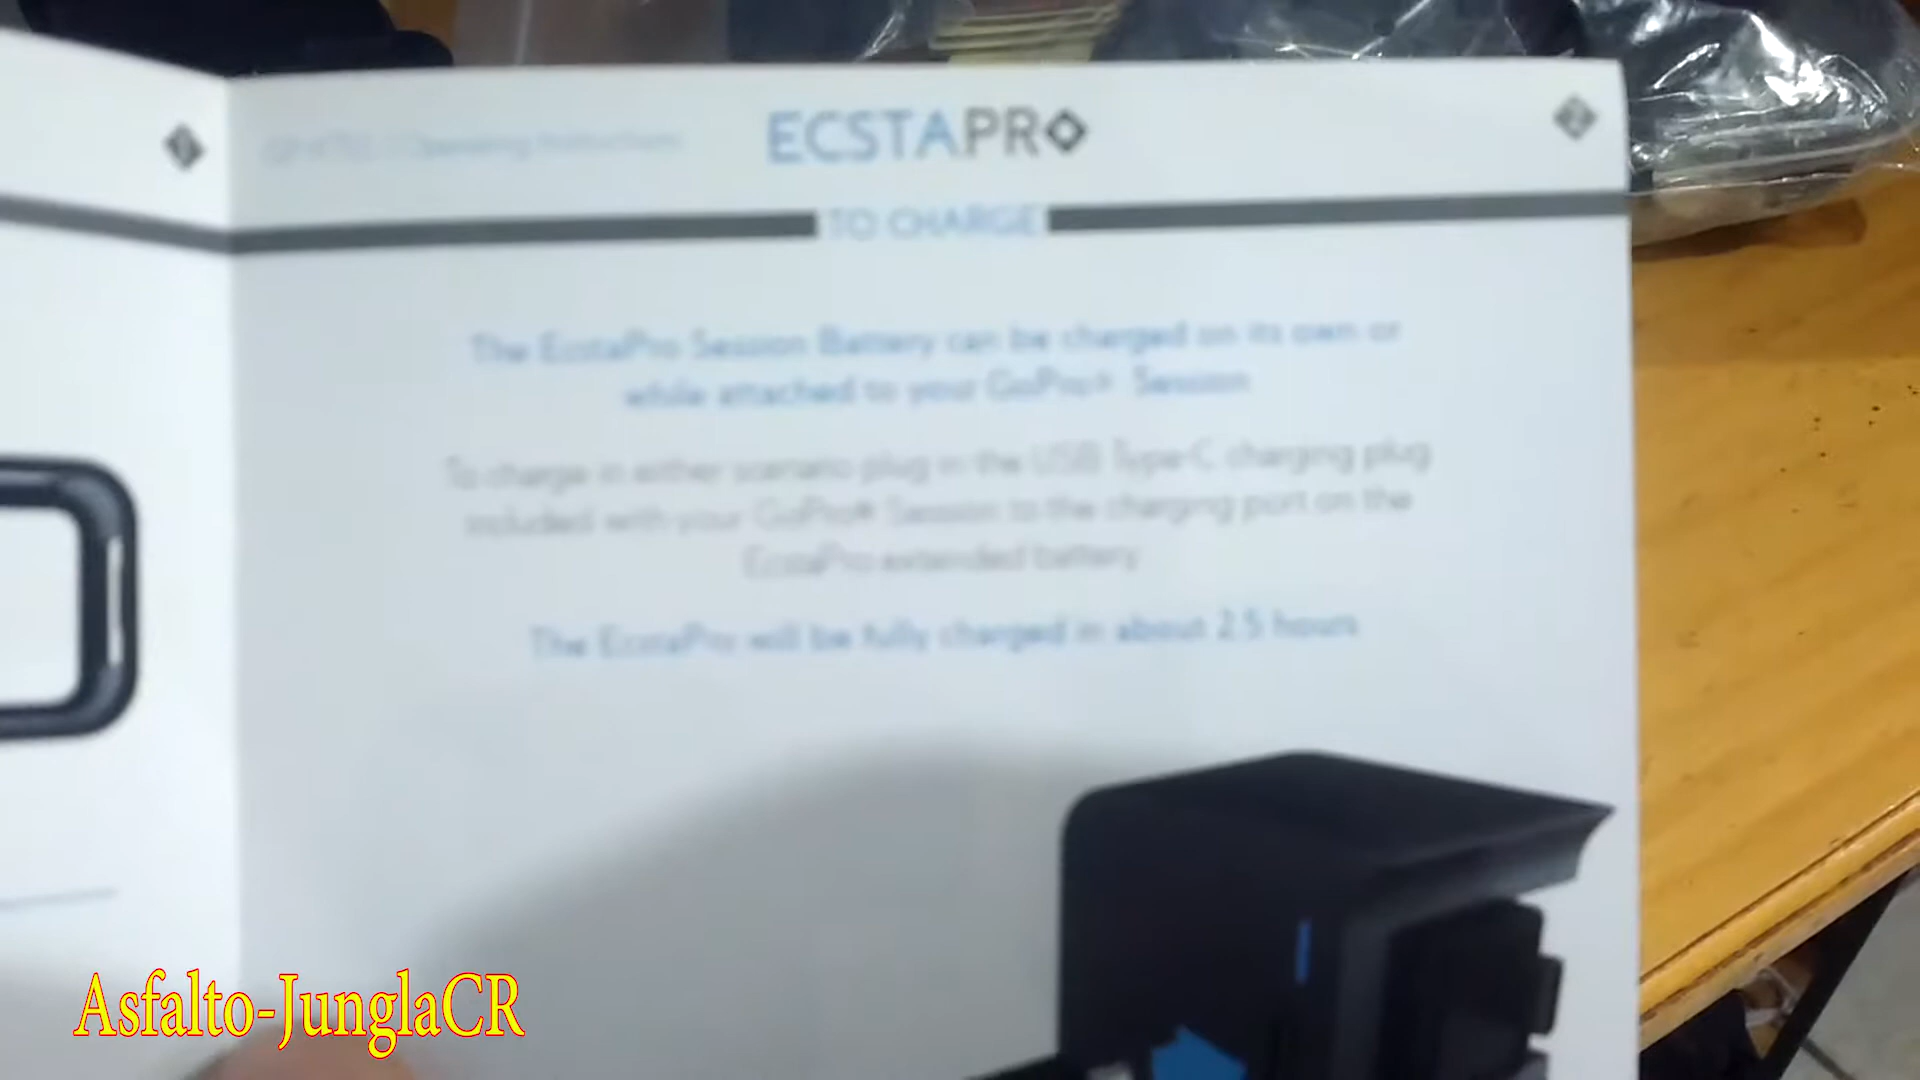 Operating Instructions
ECSTAPRO
2
TO CHARGE
The EcstaPro Session Battery can be charged on its own or
while attached to your GoPro® Session
To charge in either scenario plug in the USB Type-C charging plug
included with your GoPro® Session to the charging port on the
EcstaPro extended battery
The EcstaPro will be fully charged in about 2.5 hours
Asfalto-JunglaCR